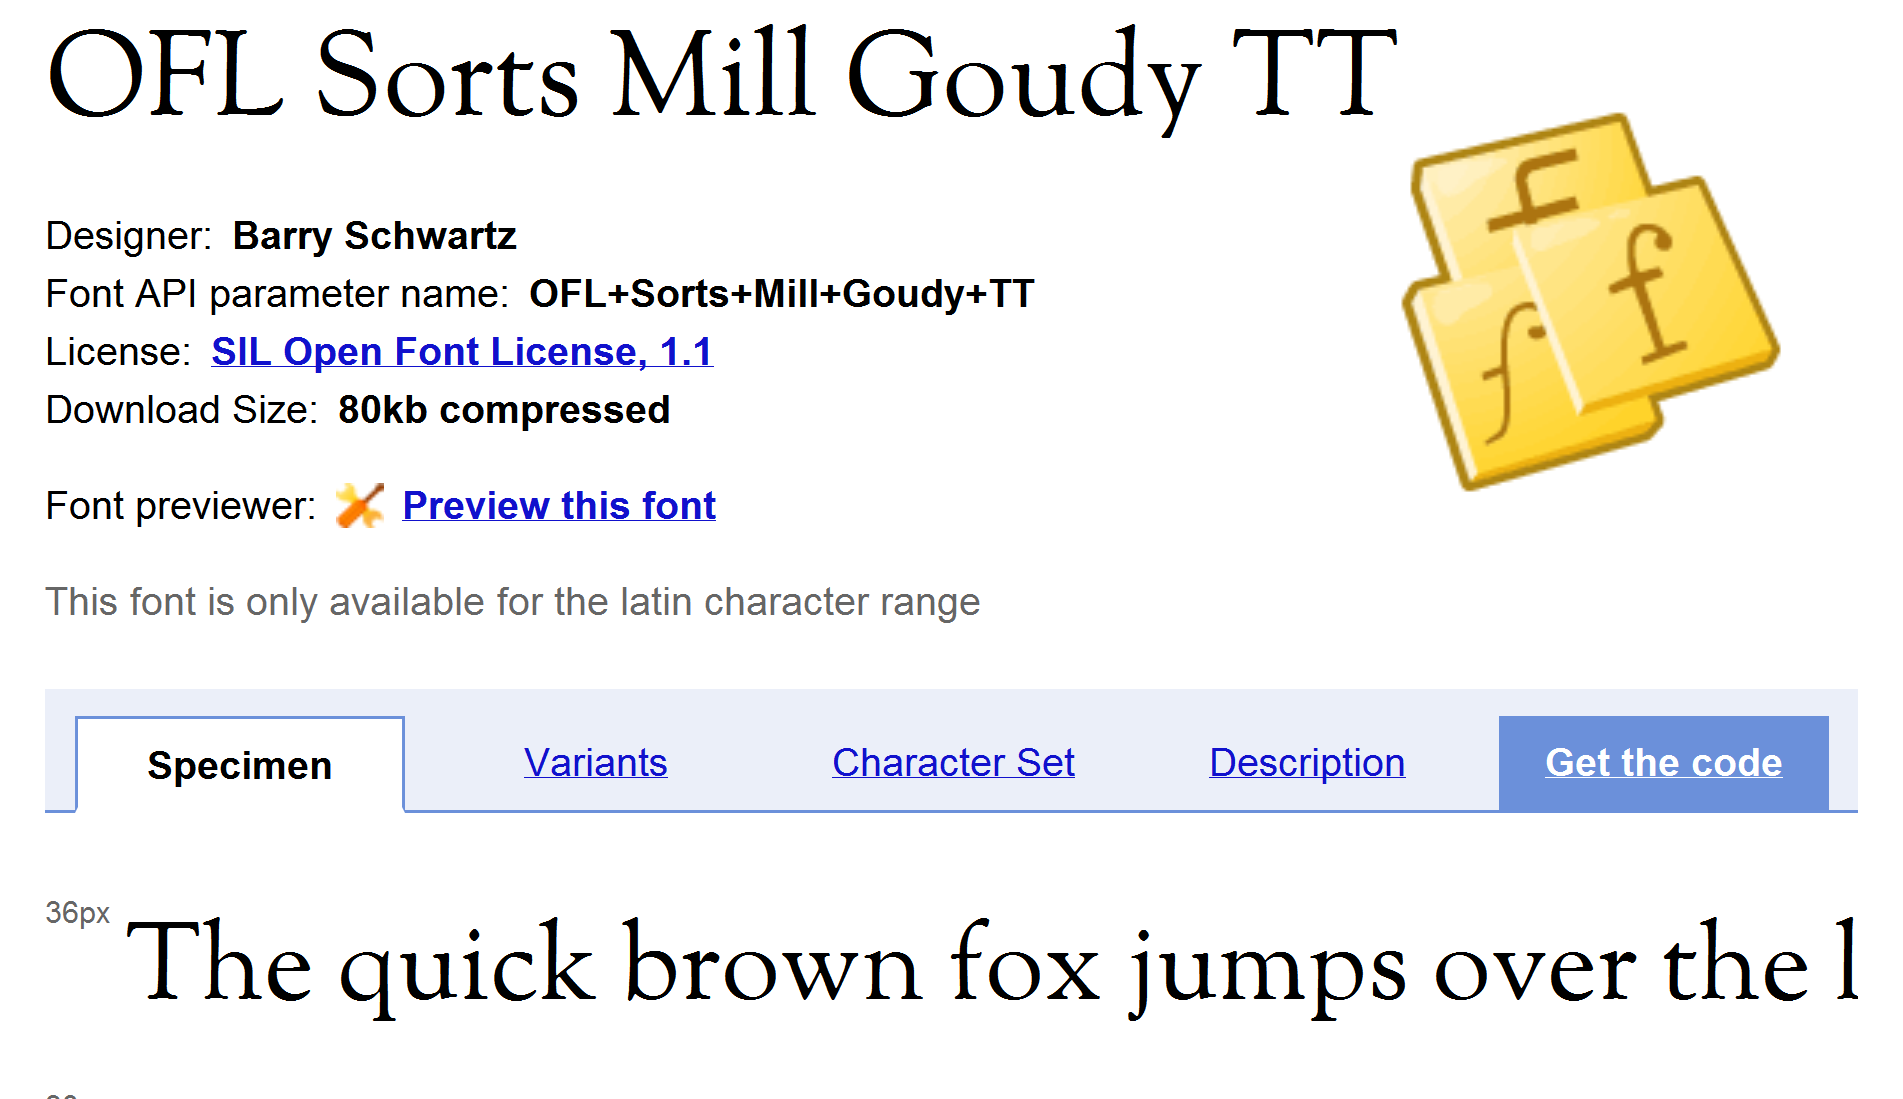 OFL Sorts Mill Goudy TT
Designer: Barry Schwartz
Font API parameter name: OFL+Sorts+Mill+Goudy+TT
License: SIL Open Font License, 1.1
Download Size: 80kb compressed
Font previewer: Preview this font
This font is only available for the latin character range
Specimen Variants Character Set Description Get the code
36px The quick brown fox jumps over the l